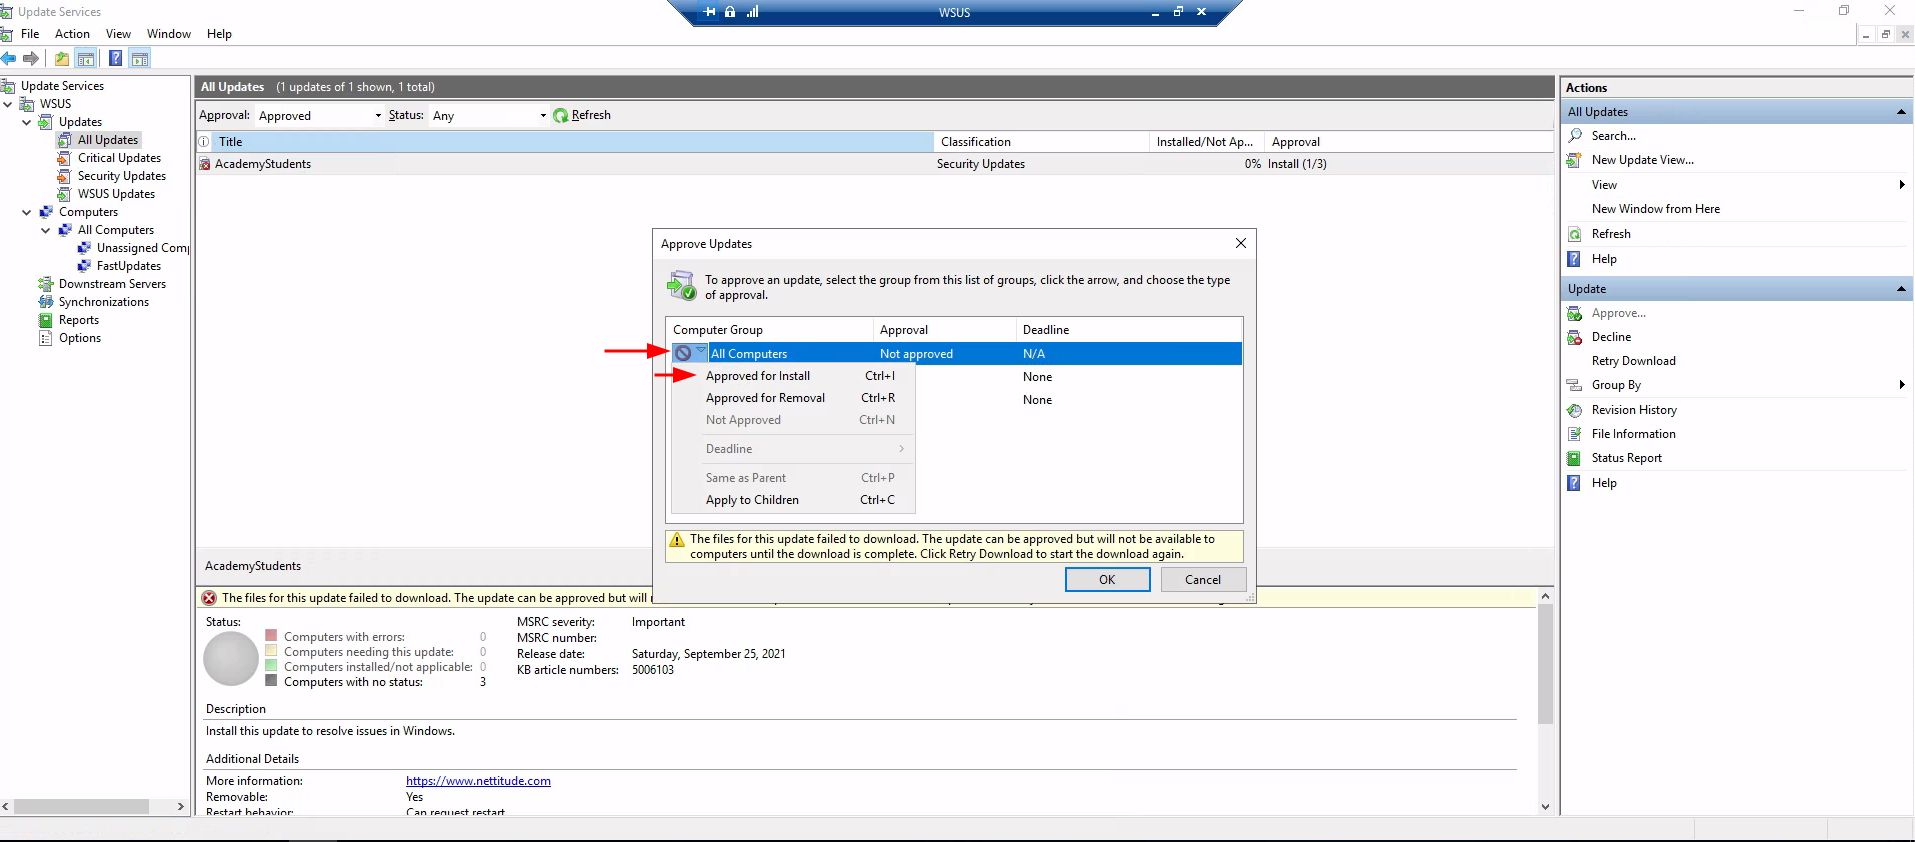 Update Services
WSUS
File Action View Window Help
Update Services
WSUS
Updates
All Updates
Critical Updates
Security Updates
WSUS Updates
Computers
All Computers
Unassigned Comp
FastUpdates
Downstream Servers
Synchronizations
Reports
Options
All Updates (1 updates of 1 shown, 1 total)
Approval: Approved Status: Any Refresh
Title Classification Installed/Not Ap... Approval
AcademyStudents Security Updates 0% Install (1/3)
Approve Updates
To approve an update, select the group from this list of groups, click the arrow, and choose the type
of approval.
Computer Group Approval Deadline
All Computers Not approved N/A
Approved for Install Ctrl+I None
Approved for Removal Ctrl+R None
Not Approved Ctrl+N
Deadline
Same as Parent Ctrl+P
Apply to Children Ctrl+C
The files for this update failed to download. The update can be approved but will not be available to
computers until the download is complete. Click Retry Download to start the download again.
OK Cancel
AcademyStudents
The files for this update failed to download. The update can be approved but will
Status:
Computers with errors: 0
Computers needing this update: 0
Computers installed/not applicable: 0
Computers with no status: 3
MSRC severity: Important
MSRC number:
Release date: Saturday, September 25, 2021
KB article numbers: 5006103
Description
Install this update to resolve issues in Windows.
Additional Details
More information: https://www.nettitude.com
Removable: Yes
Restart behavior: Can request restart
Actions
All Updates
Search...
New Update View...
View
New Window from Here
Refresh
Help
Update
Approve...
Decline
Retry Download
Group By
Revision History
File Information
Status Report
Help